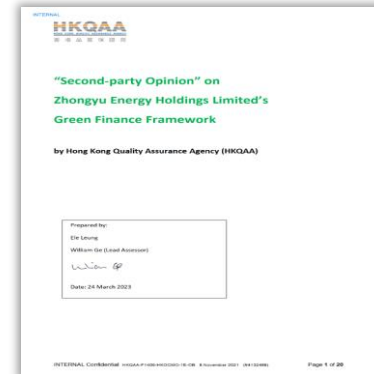 INTERNAL
HKQAA
"Second-party Opinion" on
Zhongyu Energy Holdings Limited's
Green Finance Framework
by Hong Kong Quality Assurance Agency (HKQAA)
Prepared by:
Ele Leung
William Ge (Lead Assessor)
Date: 24 March 2023
INTERNAL Confidential
Page 1 of 20